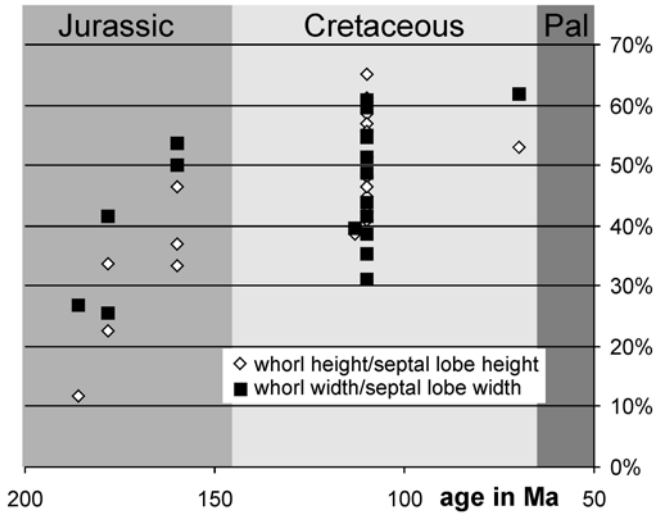 Jurassic Cretaceous Pal
70%
60%
50%
40%
30%
20%
whorl height/septal lobe height
whorl width/septal lobe width
10%
0%
200 150 100 age in Ma 50